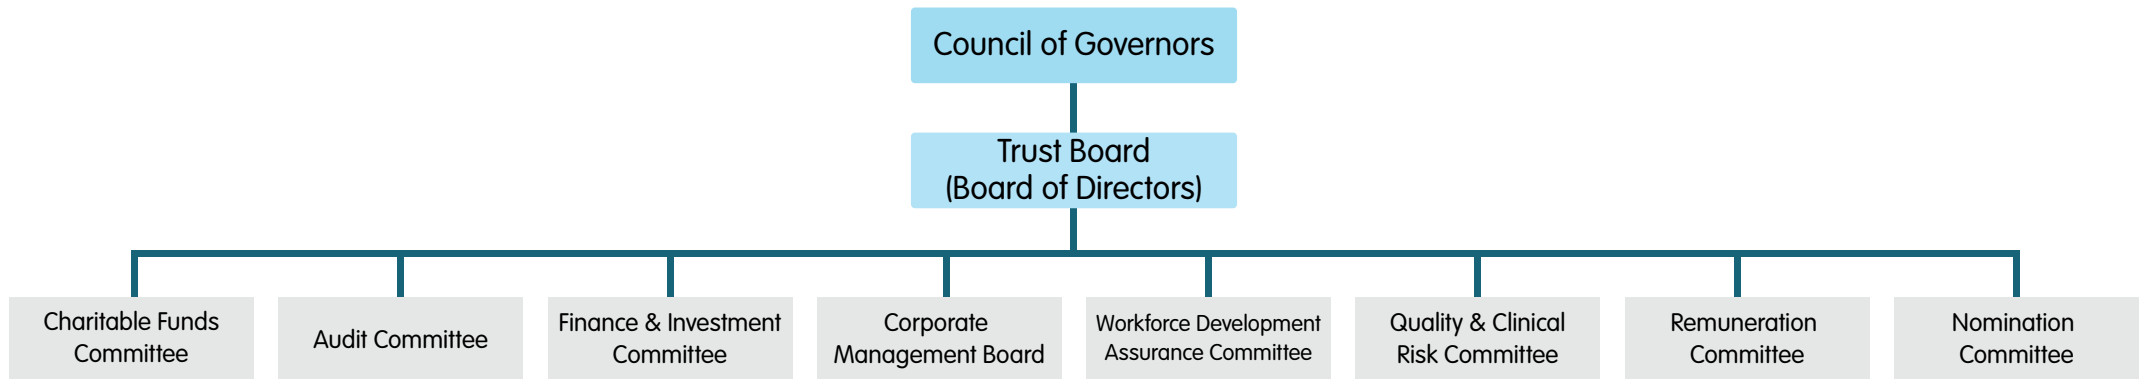 Council of Governors
Trust Board
(Board of Directors)
Charitable Funds
Committee
Audit Committee
Finance & Investment
Committee
Corporate
Management Board
Workforce Development
Assurance Committee
Quality & Clinical
Risk Committee
Remuneration
Committee
Nomination
Committee